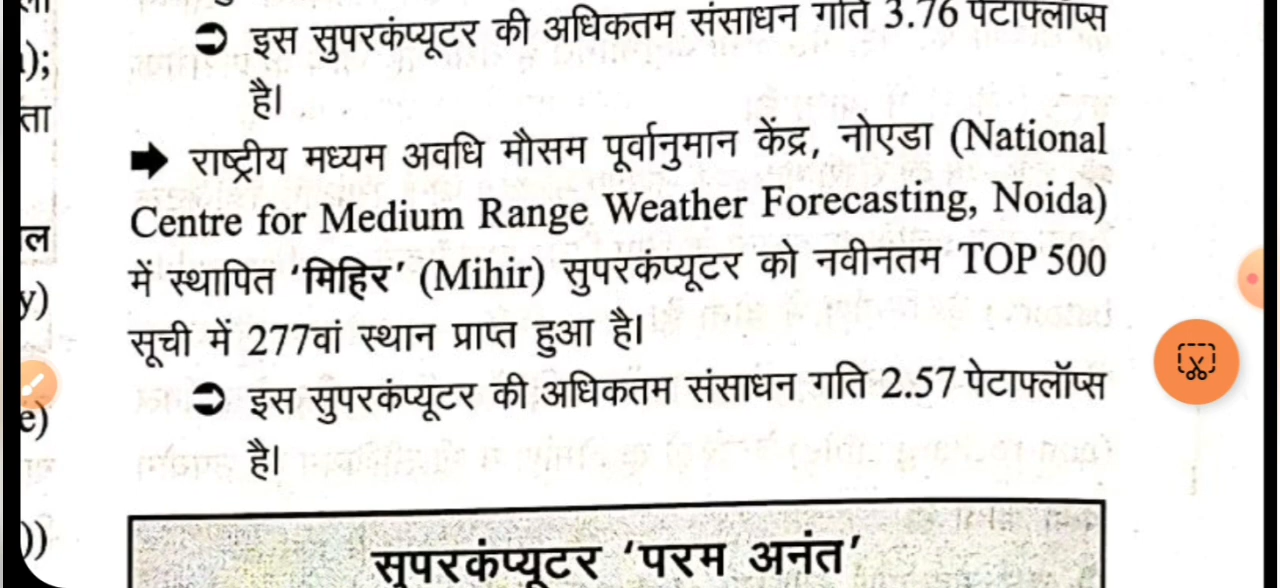 इस सुपरकंप्यूटर की अधिकतम संसाधन गति 3.76 पेटाफ्लॉप्स
है।
राष्ट्रीय मध्यम अवधि मौसम पूर्वानुमान केंद्र, नोएडा (National
Centre for Medium Range Weather Forecasting, Noida)
में स्थापित ‘मिहिर’ (Mihir) सुपरकंप्यूटर को नवीनतम TOP 500
सूची में 277वां स्थान प्राप्त हुआ है।
इस सुपरकंप्यूटर की अधिकतम संसाधन गति 2.57 पेटाफ्लॉप्स
है।
सुपरकंप्यूटर ‘परम अनंत’